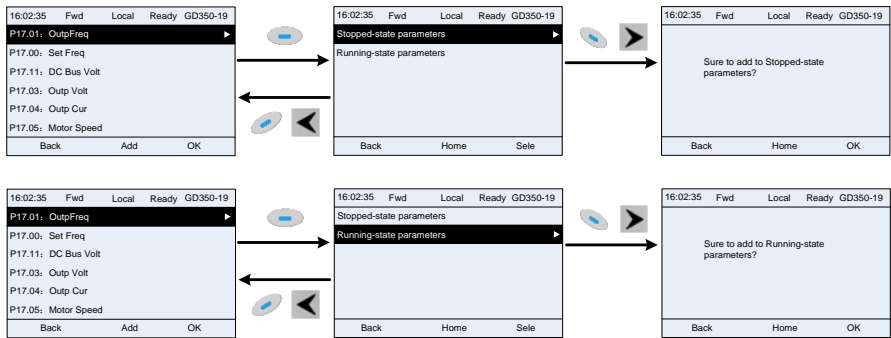 16:02:35 Fwd Local Ready GD350-19
P17.01: OutpFreq
P17.00: Set Freq
P17.11: DC Bus Volt
P17.03: Outp Volt
P17.04: Outp Cur
P17.05: Motor Speed
Back Add OK
16:02:35 Fwd Local Ready GD350-19
Stopped-state parameters
Running-state parameters
Back Home Sele
16:02:35 Fwd Local Ready GD350-19
Sure to add to Stopped-state
parameters?
Back Home OK
16:02:35 Fwd Local Ready GD350-19
P17.01: OutpFreq
P17.00: Set Freq
P17.11: DC Bus Volt
P17.03: Outp Volt
P17.04: Outp Cur
P17.05: Motor Speed
Back Add OK
16:02:35 Fwd Local Ready GD350-19
Stopped-state parameters
Running-state parameters
Back Home Sele
16:02:35 Fwd Local Ready GD350-19
Sure to add to Running-state
parameters?
Back Home OK